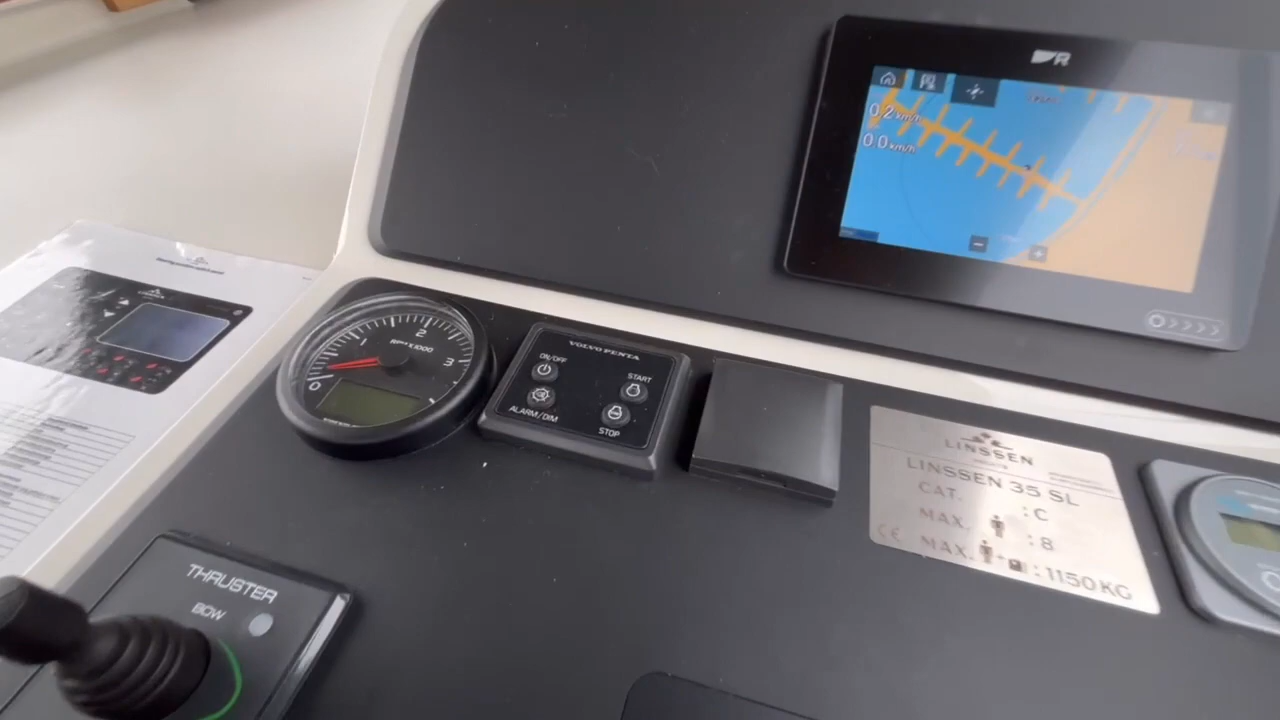 R
0.2 km/h
0.0 km/h
0
1
2
3
RPM X 1000
VOLVO PENTA
ON/OFF
START
ALARM/DIM
STOP
LINSSEN
LINSSEN 35 SL
CAT. : C
MAX. : 8
CE MAX. + : 1150 KG
THRUSTER
BOW